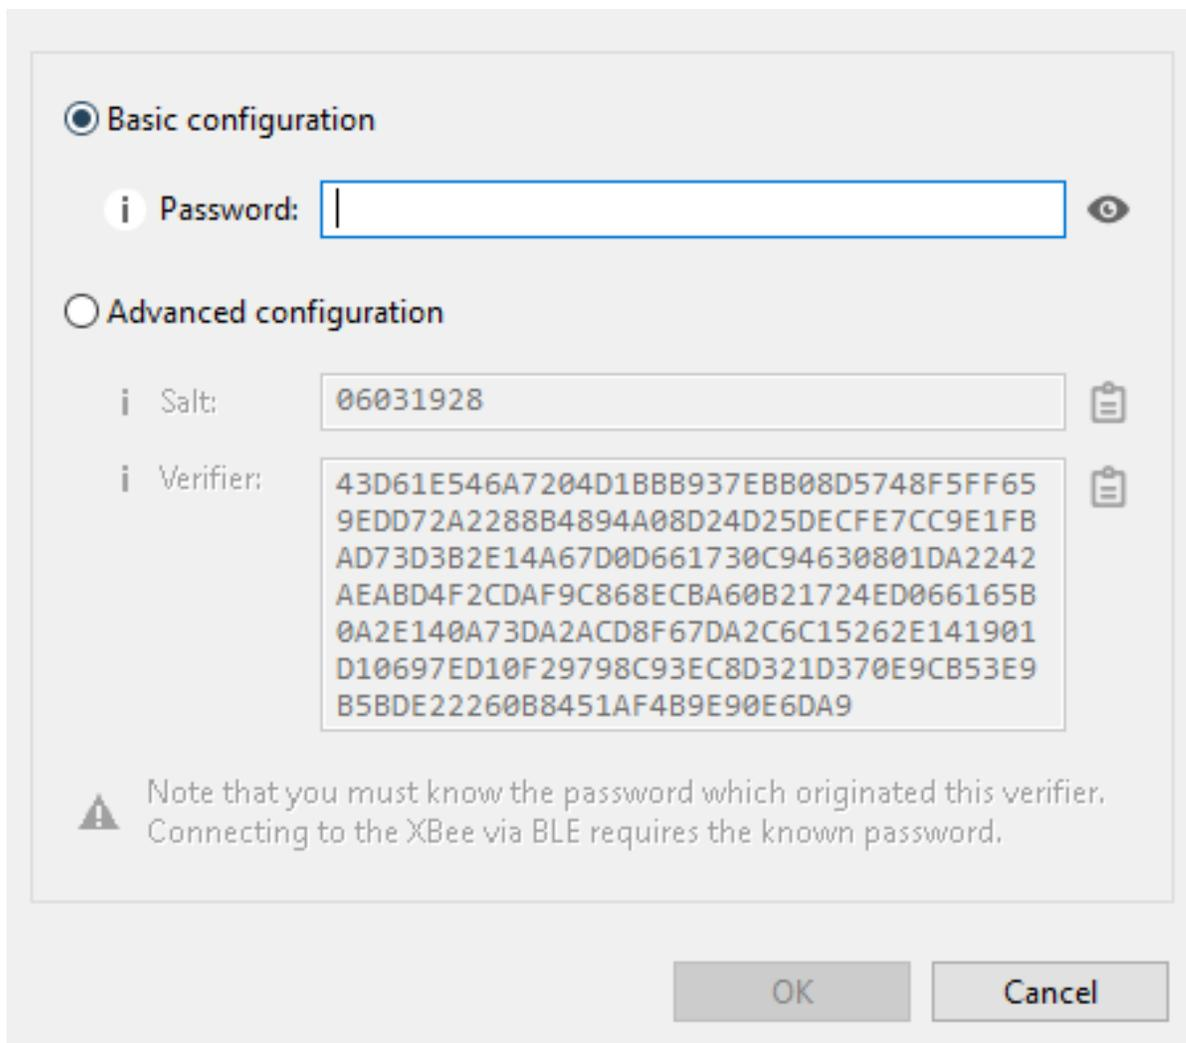 Basic configuration
i Password:
Advanced configuration
i Salt: 06031928
i Verifier: 43D61E546A7204D1BBB937EBB08D5748F5FF65
9EDD72A2288B4894A08D24D25DECFE7CC9E1FB
AD73D3B2E14A67D0D661730C94630801DA2242
AEABD4F2CDAF9C868ECBA60B21724ED066165B
0A2E140A73DA2ACD8F67DA2C6C15262E141901
D10697ED10F29798C93EC8D321D370E9CB53E9
B5BDE22260B8451AF4B9E90E6DA9
Note that you must know the password which originated this verifier.
Connecting to the XBee via BLE requires the known password.
OK Cancel